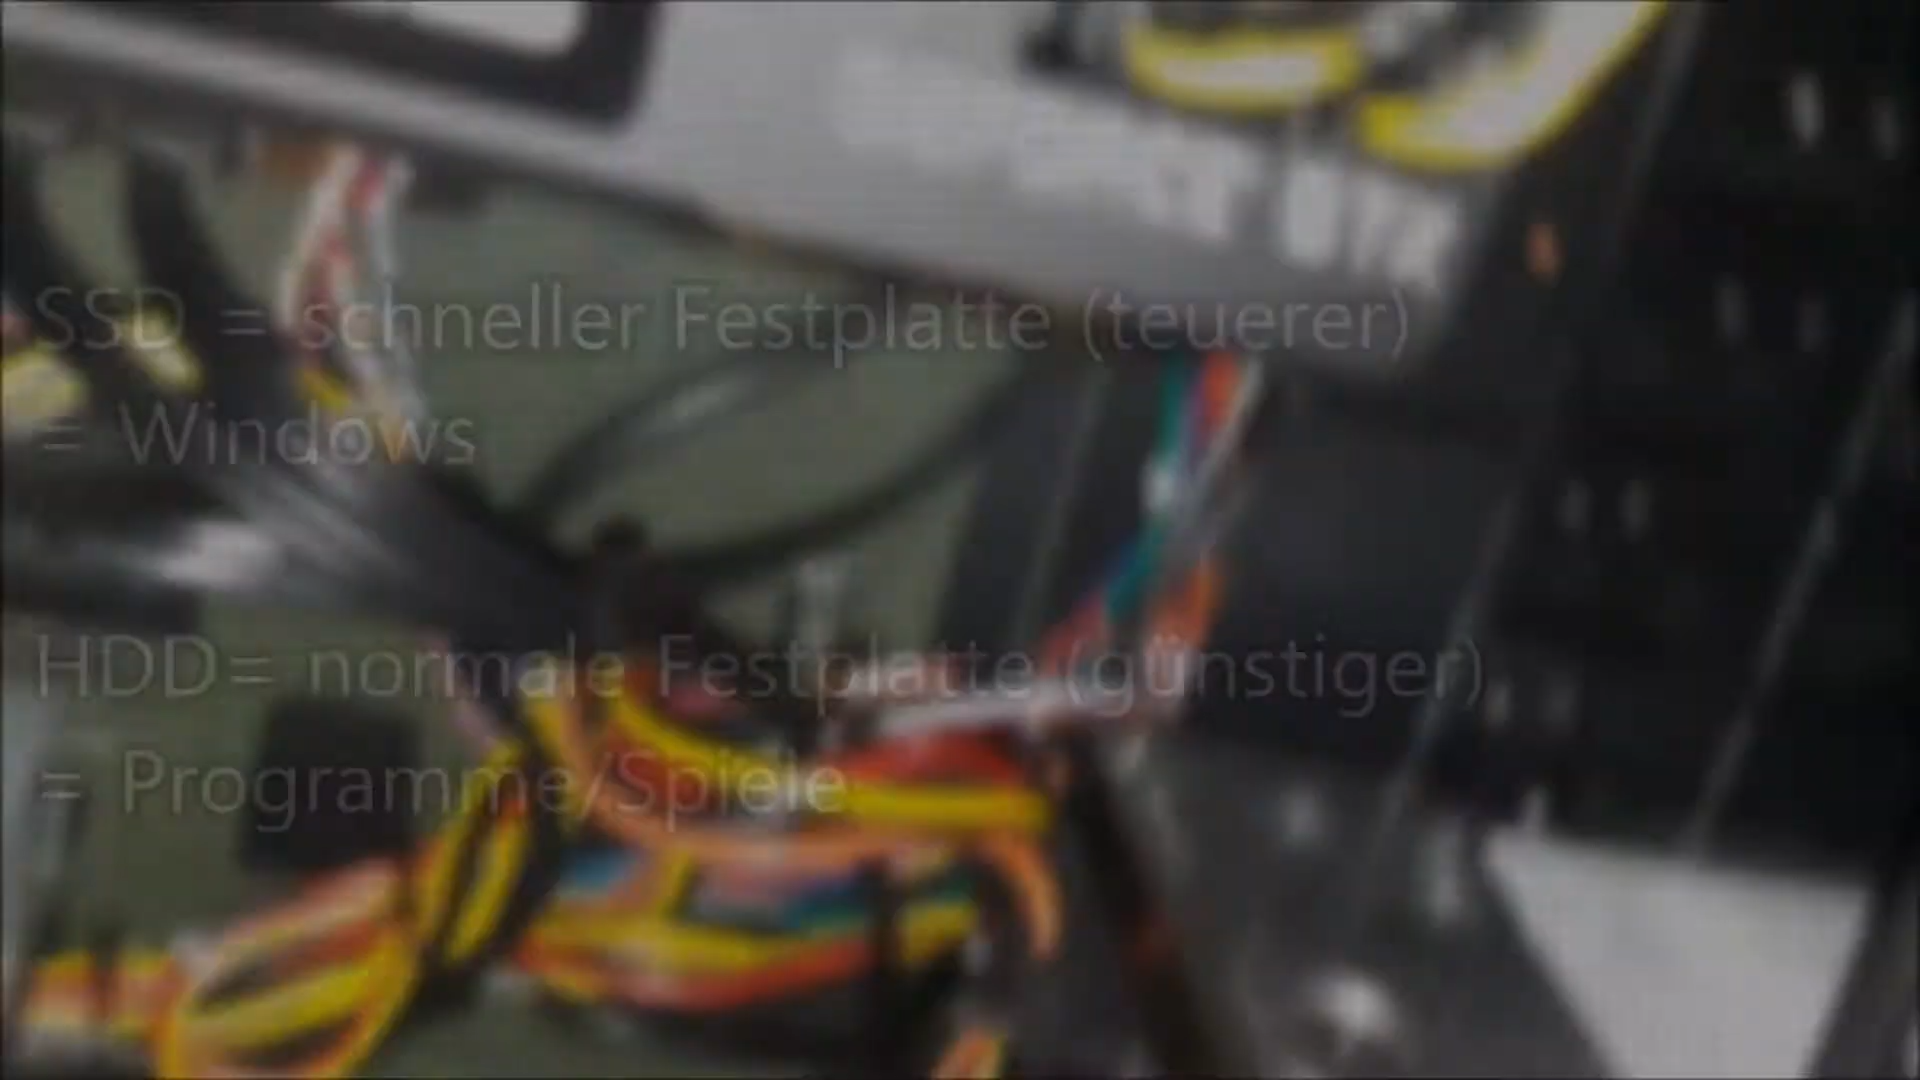 SSD = schneller Festplatte (teuerer)
= Windows
HDD= normale Festplatte (günstiger)
= Programme/Spiele